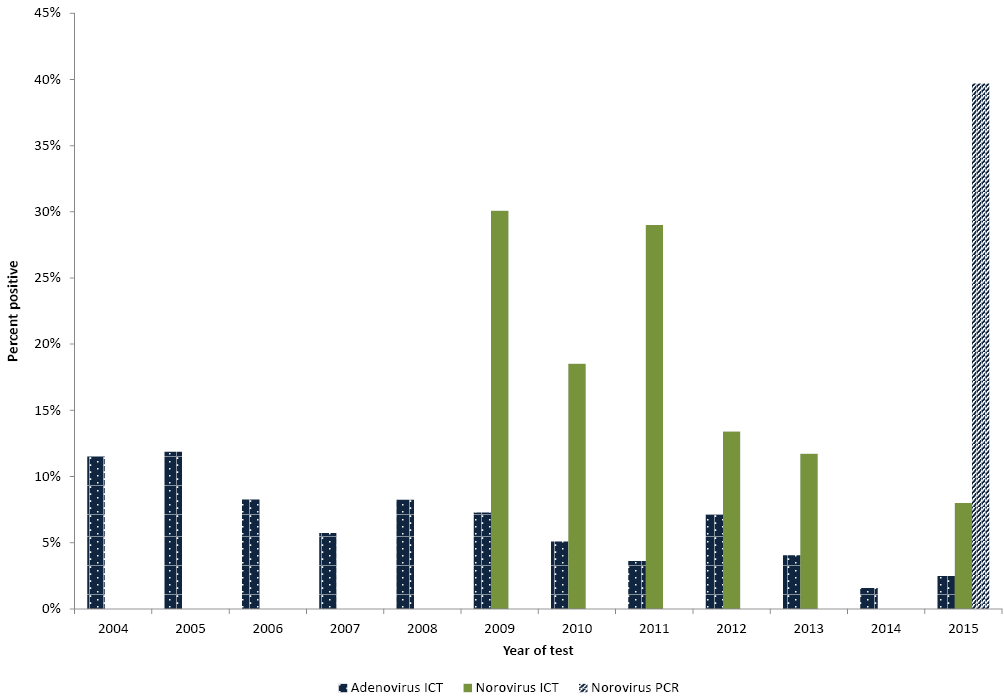 45%
40%
35%
30%
25%
20%
15%
10%
5%
0%
Percent positive
2004 2005 2006 2007 2008 2009 2010 2011 2012 2013 2014 2015
Year of test
Adenovirus ICT Norovirus ICT Norovirus PCR